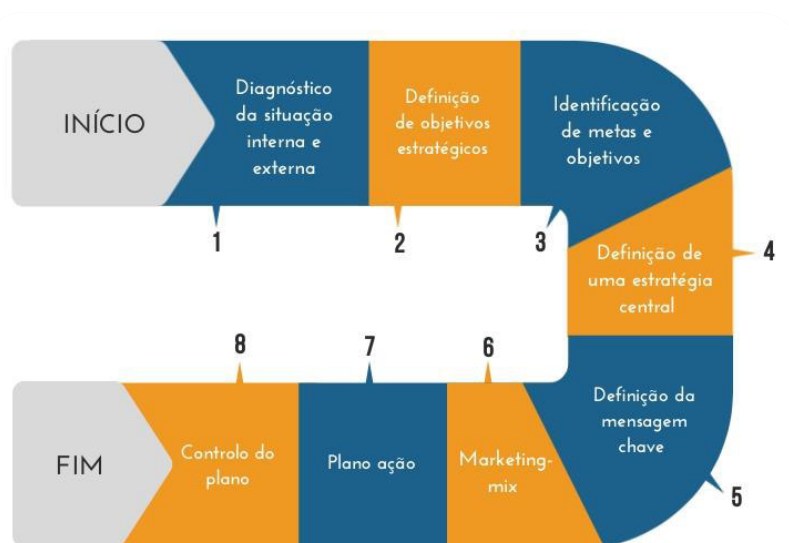 INÍCIO
Diagnóstico
da situação
interna e
externa
1
Definição
de objetivos
estratégicos
2
Identificação
de metas e
objetivos
3
Definição de
uma estratégia
central
4
Definição da
mensagem
chave
5
Marketing-
mix
6
Plano ação
7
Controlo do
plano
8
FIM